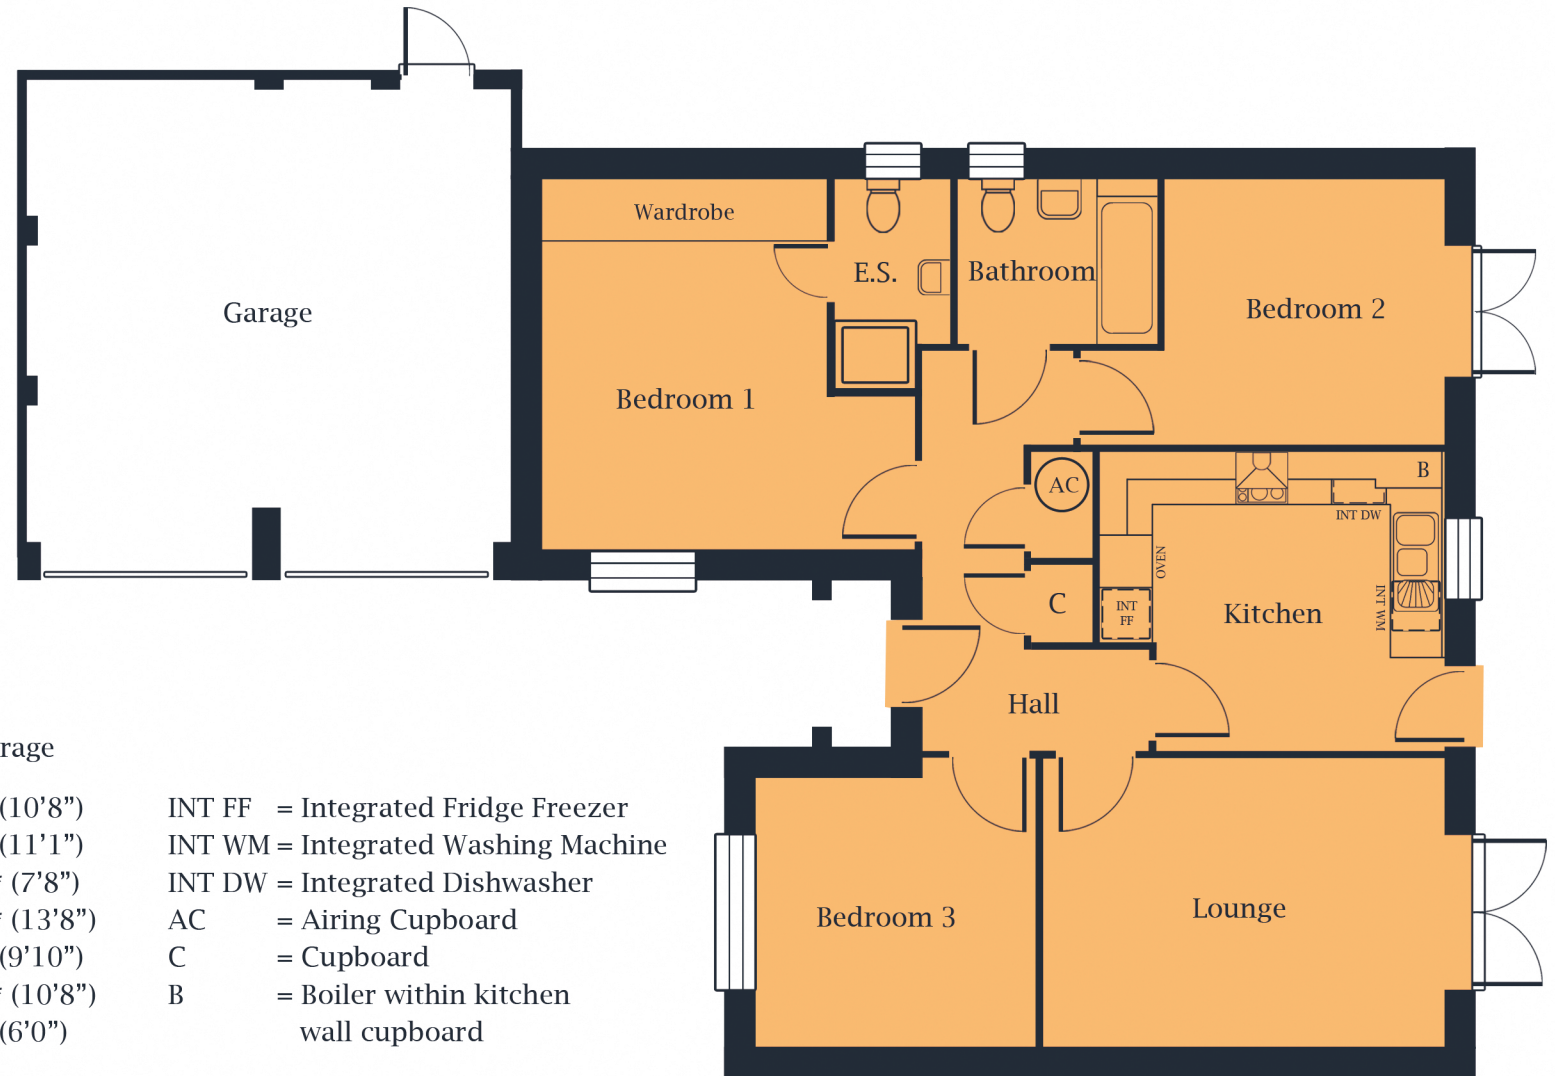 Wardrobe
E.S.
Bathroom
Bedroom 2
Garage
Bedroom 1
AC
B
INT DW
OVEN
INT
FF
INT WM
C
Kitchen
Hall
Bedroom 3
Lounge
rage
(10’8”)
(11’1”)
* (7’8”)
* (13’8”)
(9’10”)
* (10’8”)
(6’0”)
INT FF = Integrated Fridge Freezer
INT WM = Integrated Washing Machine
INT DW = Integrated Dishwasher
AC = Airing Cupboard
C = Cupboard
B = Boiler within kitchen
wall cupboard